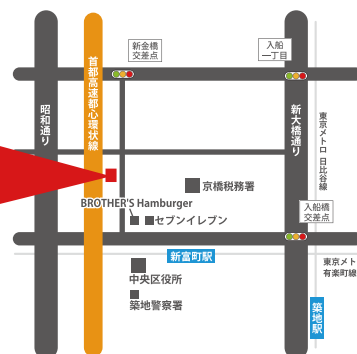 新金橋
交差点
入船
一丁目
首都高速都心環状線
昭和通り
新大橋通り
東京メトロ 日比谷線
京橋税務署
BROTHER'S Hamburger
セブンイレブン
入船橋
交差点
新富町駅
東京メト
有楽町線
中央区役所
築地警察署
築地駅